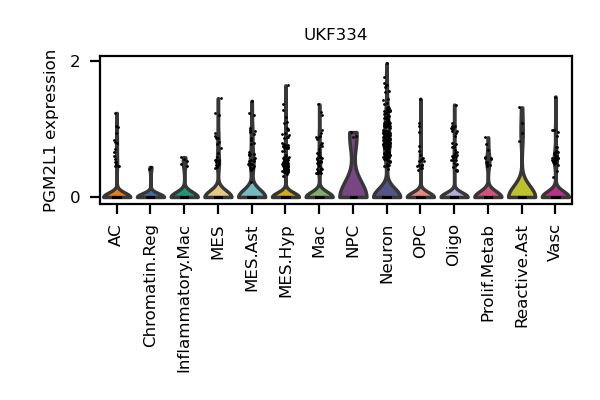 UKF334
PGM2L1 expression
2
0
AC
Chromatin.Reg
Inflammatory.Mac
MES
MES.Ast
MES.Hyp
Mac
NPC
Neuron
OPC
Oligo
Prolif.Metab
Reactive.Ast
Vasc